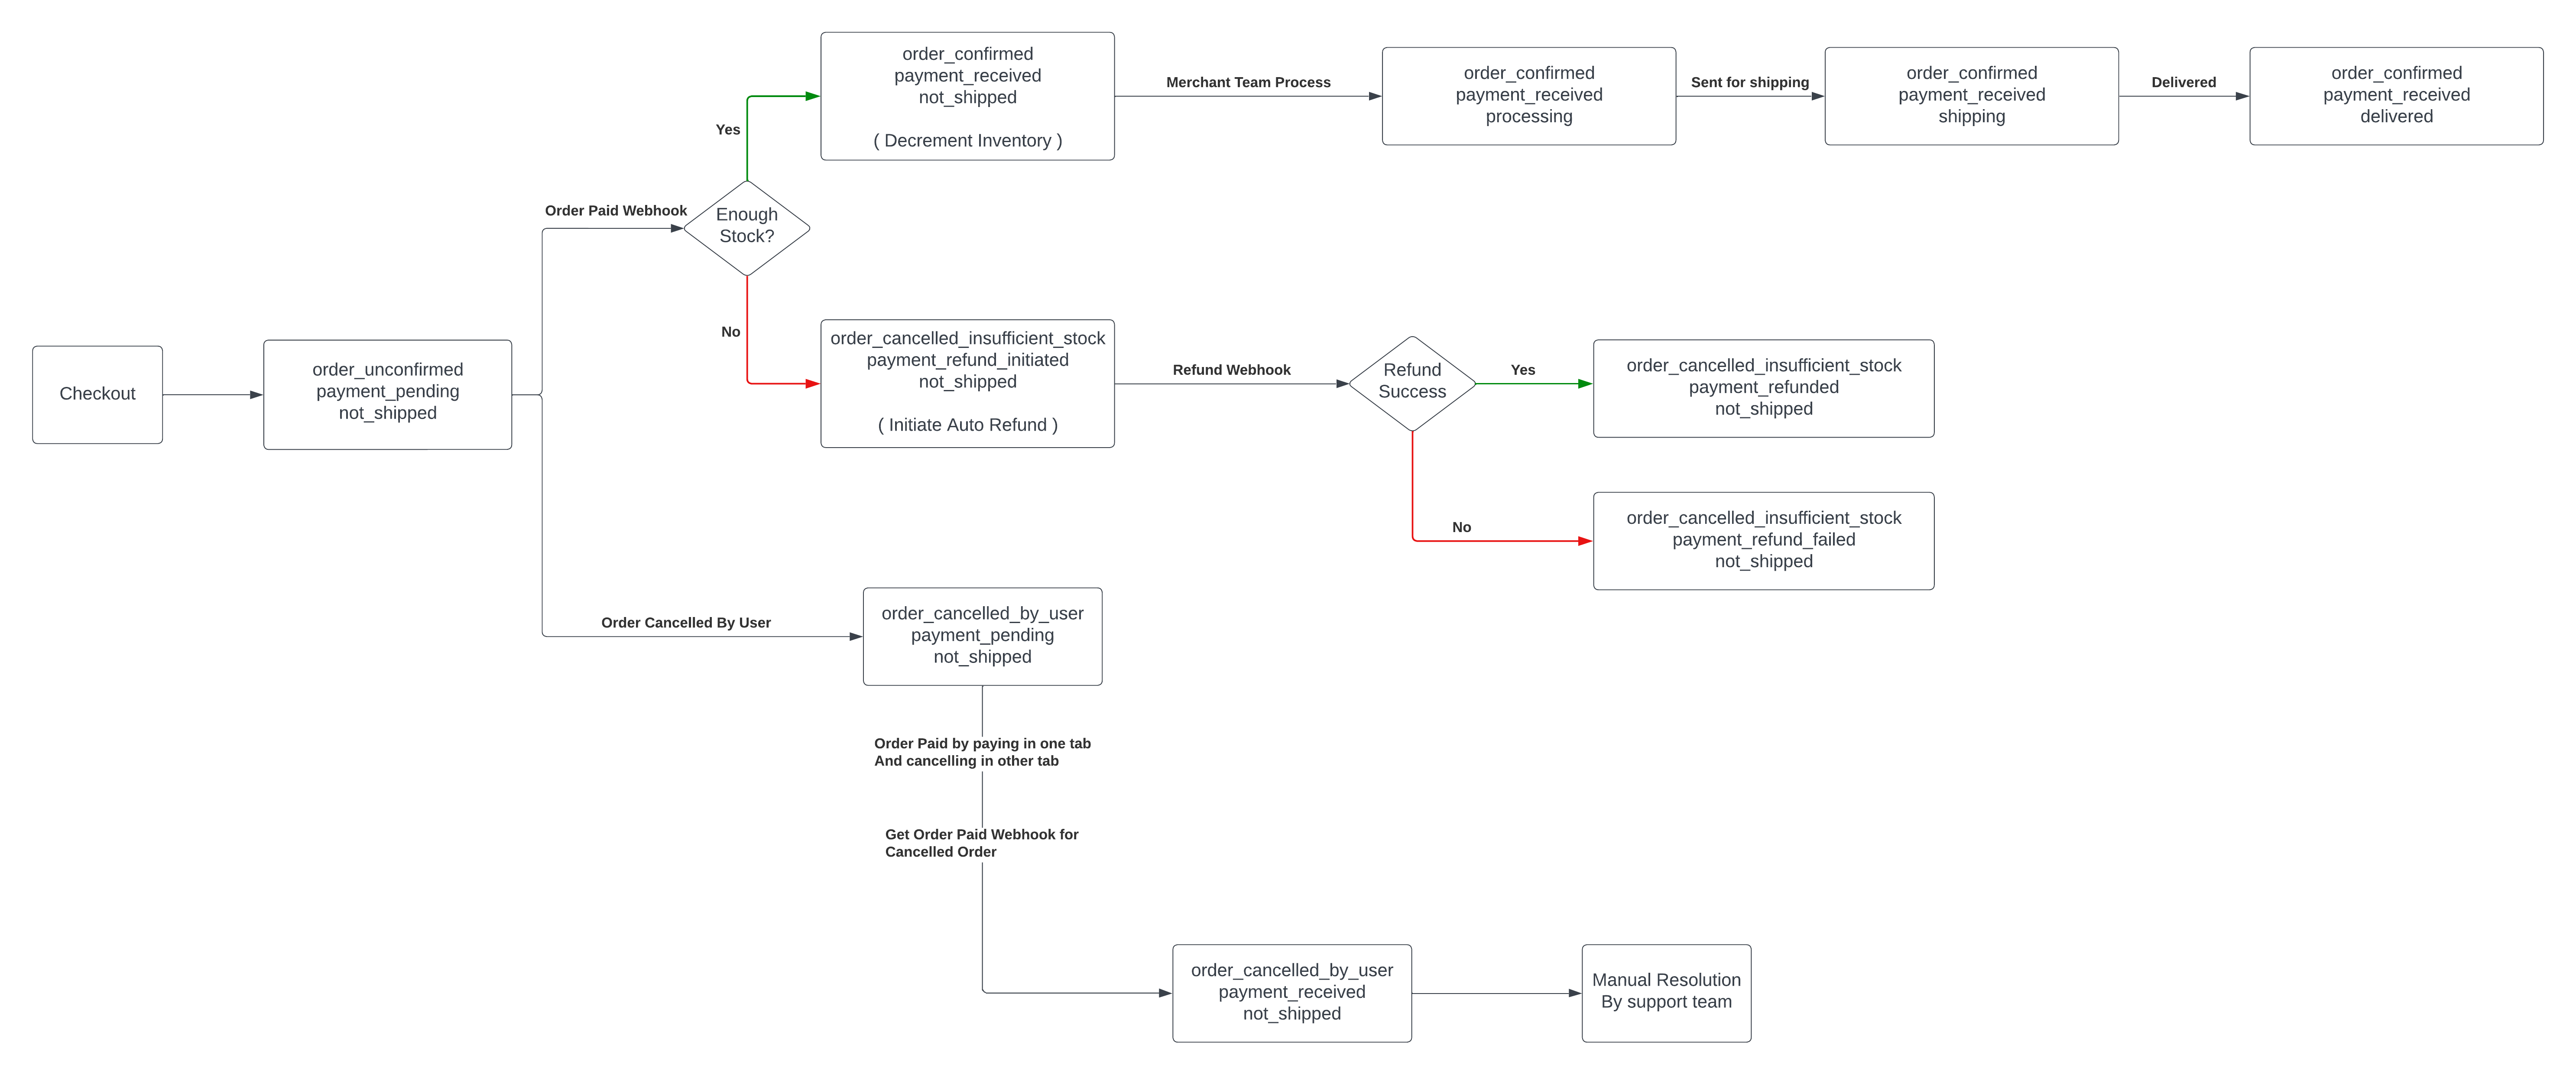 Checkout
order_unconfirmed
payment_pending
not_shipped
Order Paid Webhook
Enough
Stock?
Yes
order_confirmed
payment_received
not_shipped
( Decrement Inventory )
Merchant Team Process
order_confirmed
payment_received
processing
Sent for shipping
order_confirmed
payment_received
shipping
Delivered
order_confirmed
payment_received
delivered
No
order_cancelled_insufficient_stock
payment_refund_initiated
not_shipped
( Initiate Auto Refund )
Refund Webhook
Refund
Success
Yes
order_cancelled_insufficient_stock
payment_refunded
not_shipped
No
order_cancelled_insufficient_stock
payment_refund_failed
not_shipped
Order Cancelled By User
order_cancelled_by_user
payment_pending
not_shipped
Order Paid by paying in one tab
And cancelling in other tab
Get Order Paid Webhook for
Cancelled Order
order_cancelled_by_user
payment_received
not_shipped
Manual Resolution
By support team